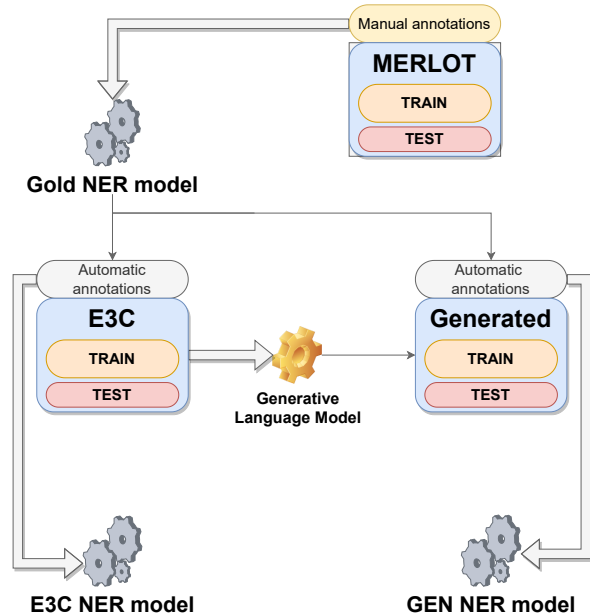 Manual annotations
MERLOT
TRAIN
TEST
Gold NER model
Automatic
annotations
E3C
TRAIN
TEST
Generative
Language Model
Automatic
annotations
Generated
TRAIN
TEST
E3C NER model
GEN NER model